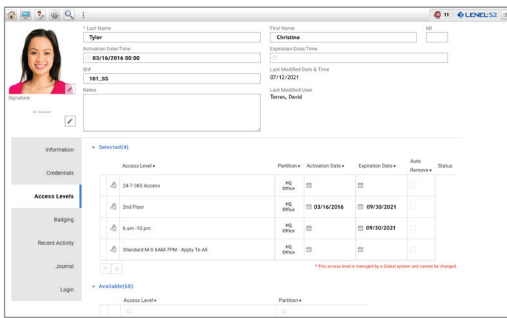 11 LENELS2
* Last Name First Name MI
Tyler Christine
Activation Date/Time Expiration Date/Time
03/16/2016 00:00
ID# Last Modified Date & Time
101_SS 07/12/2021
Notes Last Modified User
Torres, David
Signature
Information
Credentials
Access Levels
Badging
Recent Activity
Journal
Login
Selected(4)
Access Level Partition Activation Date Expiration Date Auto Remove Status
24-7-365 Access HQ Office
2nd Floor HQ Office 03/16/2016 09/30/2021
6 am -10 pm HQ Office 09/30/2021
Standard M-S 6AM-7PM - Apply To All HQ Office
* This access level is managed by a Global system and cannot be changed
Available(68)
Access Level Partition